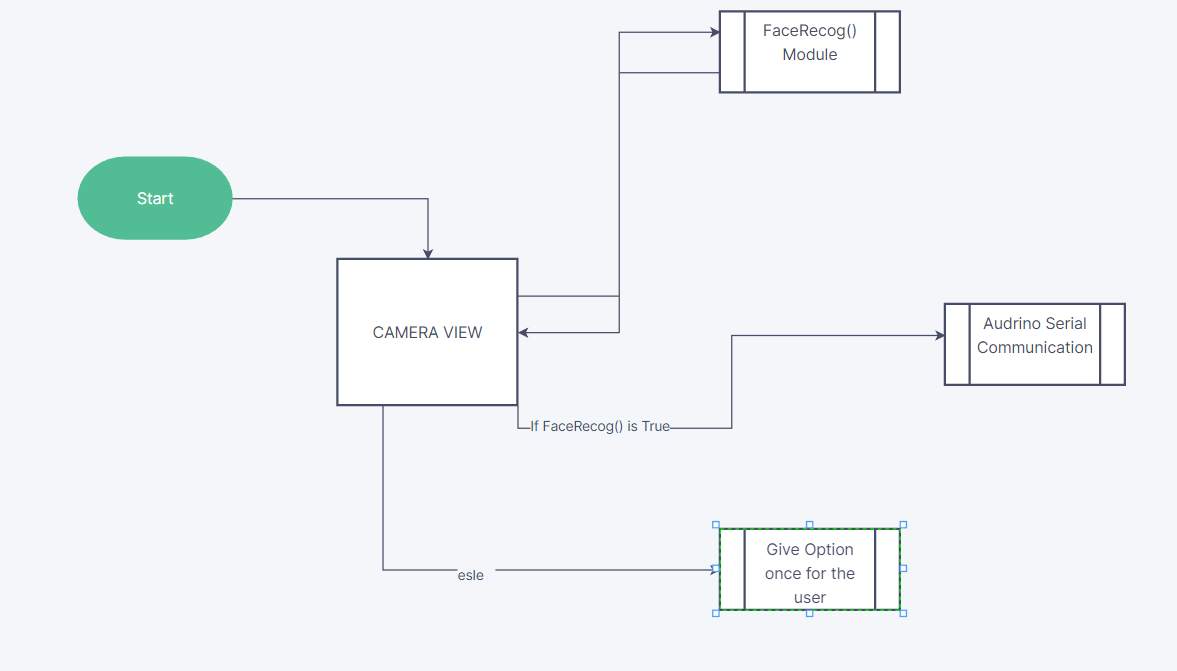 FaceRecog()
Module
Start
CAMERA VIEW
Audrino Serial
Communication
If FaceRecog() is True
esle
Give Option
once for the
user